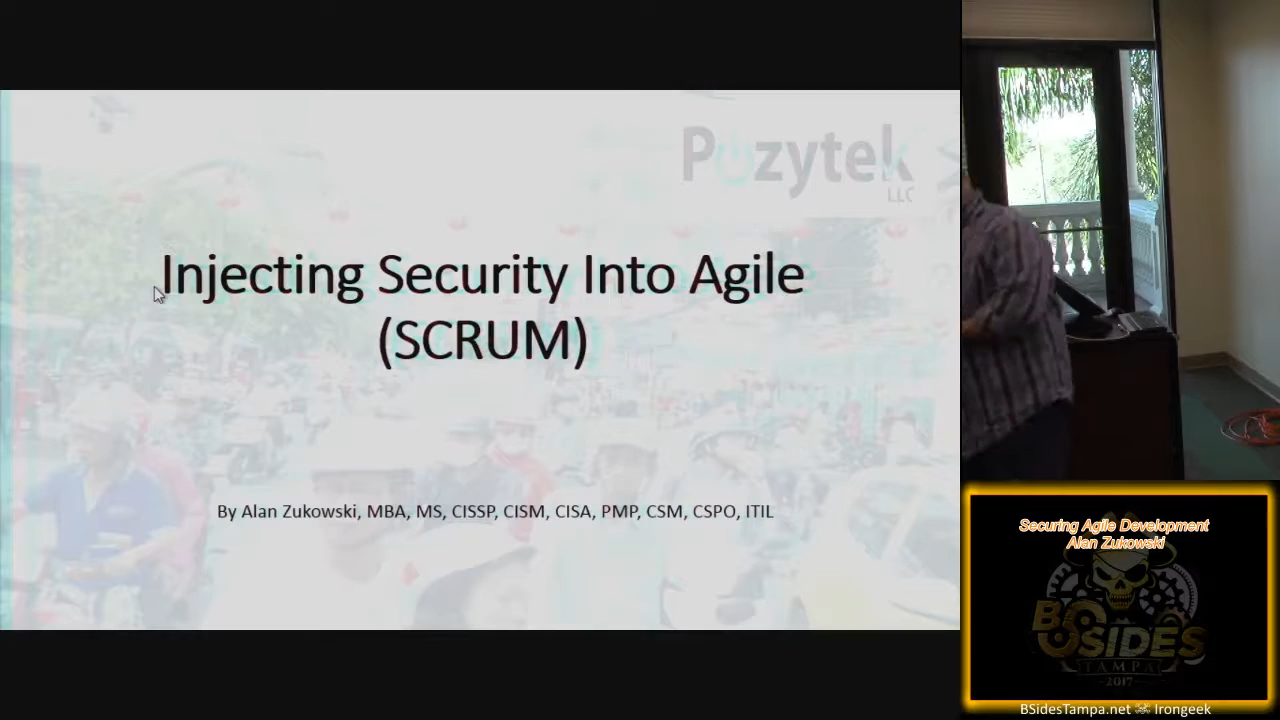 Pozytek
LLC
Injecting Security Into Agile
(SCRUM)
By Alan Zukowski, MBA, MS, CISSP, CISM, CISA, PMP, CSM, CSPO, ITIL
Securing Agile Development
Alan Zukowski
BSIDES
TAMPA
-2017-
BSidesTampa.net ☠ Irongeek